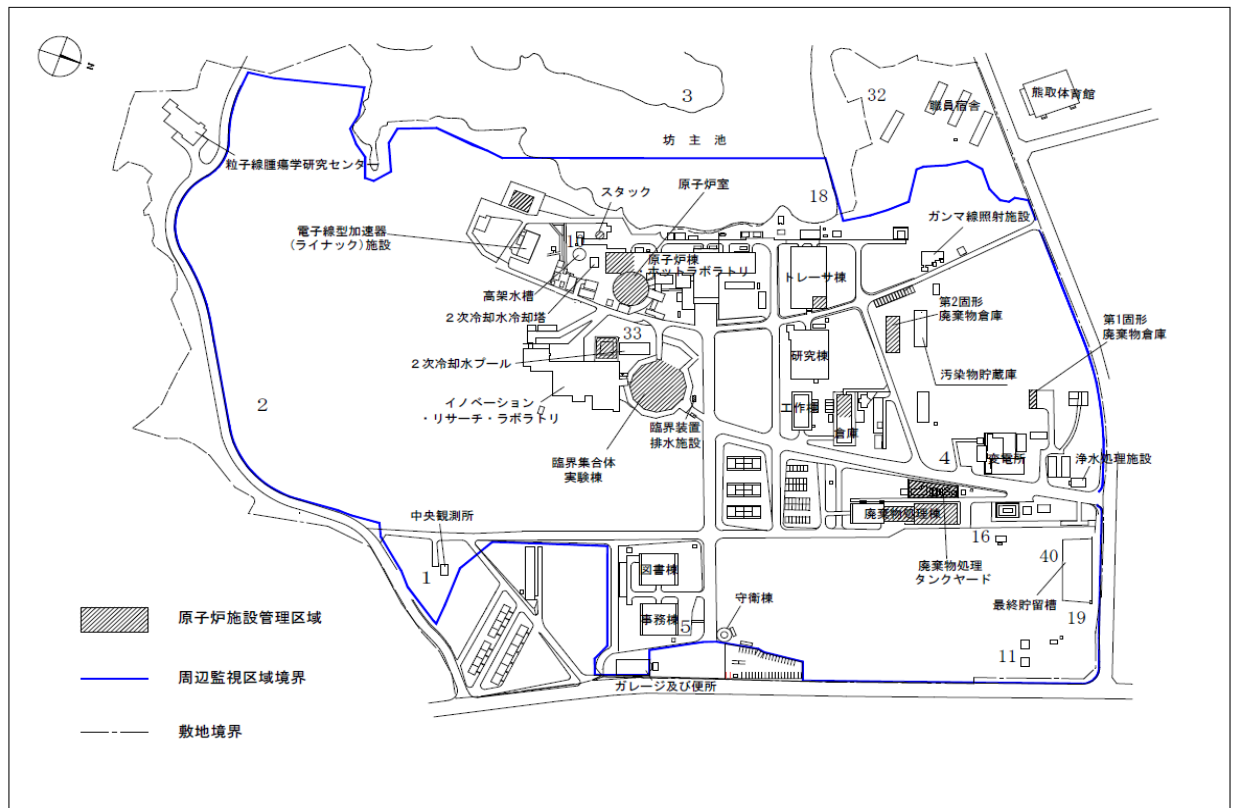 N
3
32
職員宿舎
熊取体育館
坊 主 池
粒子線腫瘍学研究センター
スタック
原子炉室
18
ガンマ線照射施設
電子線型加速器
(ライナック)施設
1
原子炉棟
・ホットラボラトリ
トレーサ棟
高架水槽
2次冷却水冷却塔
第2固形
廃棄物倉庫
第1固形
廃棄物倉庫
33
2次冷却水プール
研究棟
汚染物貯蔵庫
2
イノベーション
・リサーチ・ラボラトリ
工作棟
倉庫
臨界装置
排水施設
臨界集合体
実験棟
4
変電所
浄水処理施設
中央観測所
廃棄物処理棟
16
1
図書棟
廃棄物処理
タンクヤード
40
最終貯留槽
守衛棟
事務棟
5
19
11
ガレージ及び便所
原子炉施設管理区域
周辺監視区域境界
敷地境界